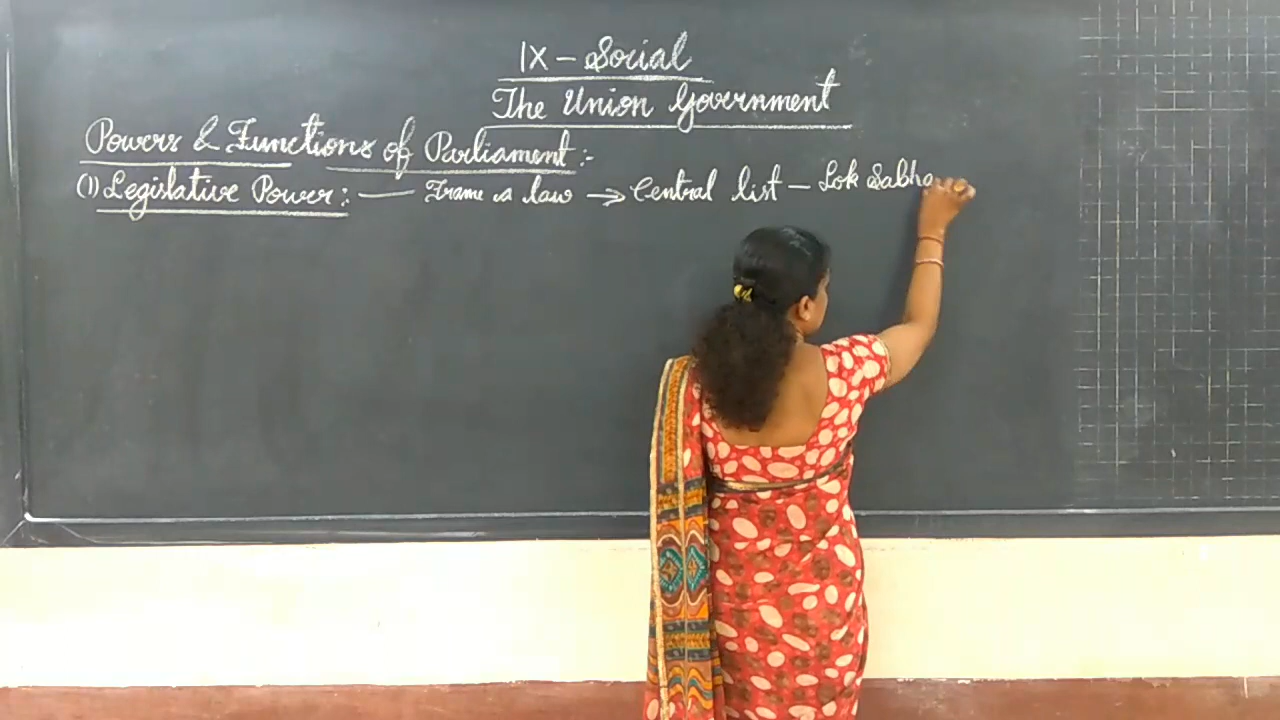 IX - Social
The Union Government
Powers & Functions of Parliament :-
(1) Legislative Power : — Frame a law → Central list - Lok Sabha